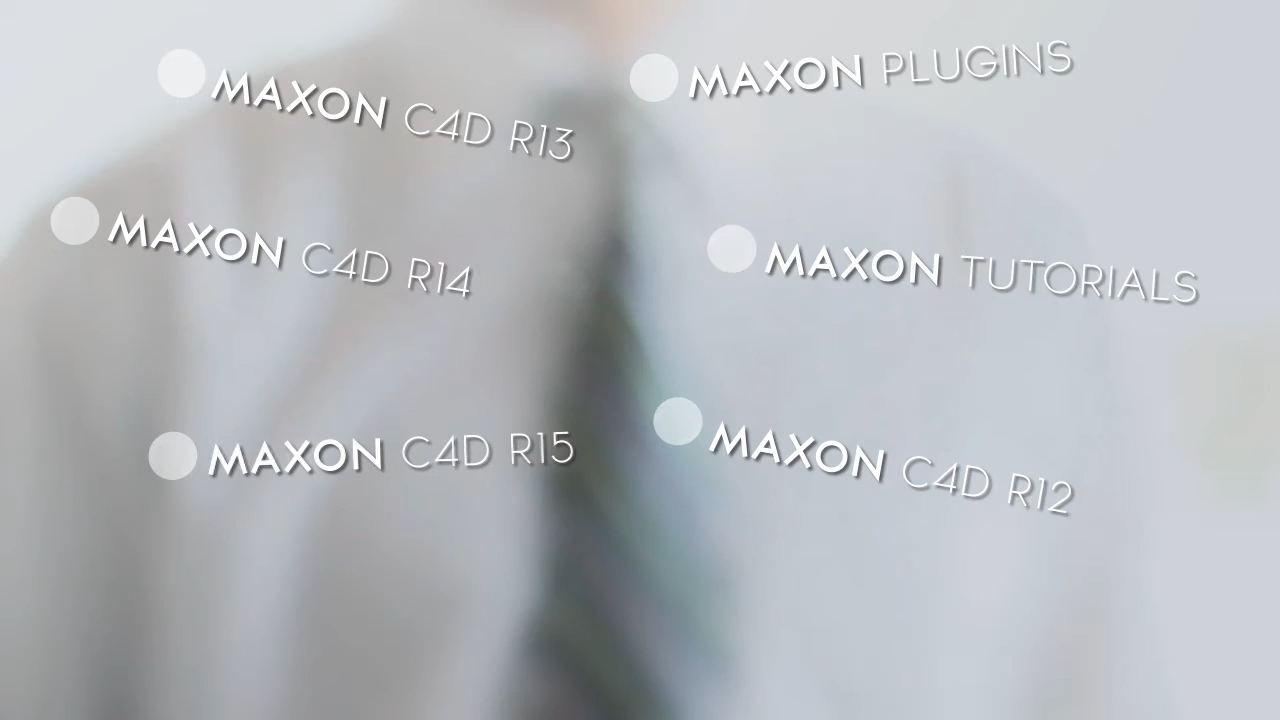 MAXON C4D R13
MAXON PLUGINS
MAXON C4D R14
MAXON TUTORIALS
MAXON C4D R15
MAXON C4D R12